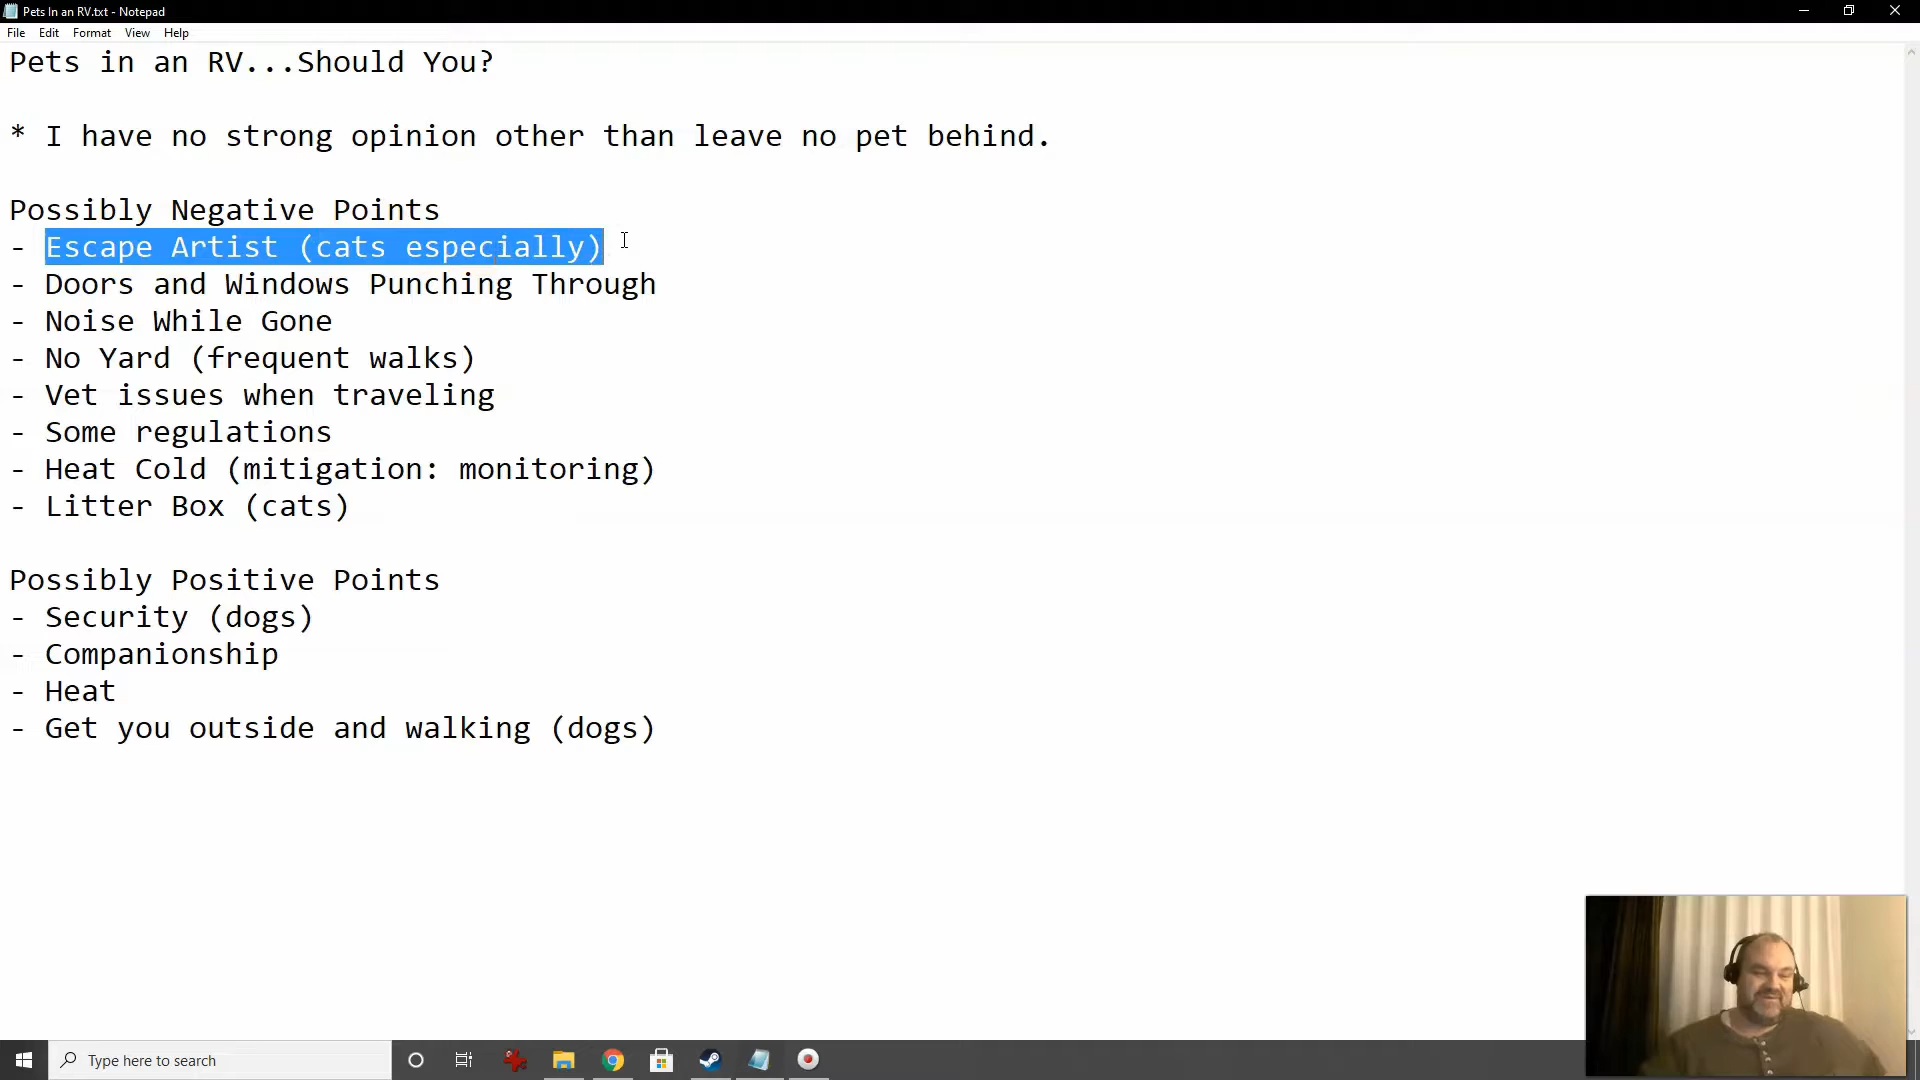 Pets In an RV.txt - Notepad
File Edit Format View Help
Pets in an RV...Should You?
* I have no strong opinion other than leave no pet behind.
Possibly Negative Points
- Escape Artist (cats especially)
- Doors and Windows Punching Through
- Noise While Gone
- No Yard (frequent walks)
- Vet issues when traveling
- Some regulations
- Heat Cold (mitigation: monitoring)
- Litter Box (cats)
Possibly Positive Points
- Security (dogs)
- Companionship
- Heat
- Get you outside and walking (dogs)
Type here to search